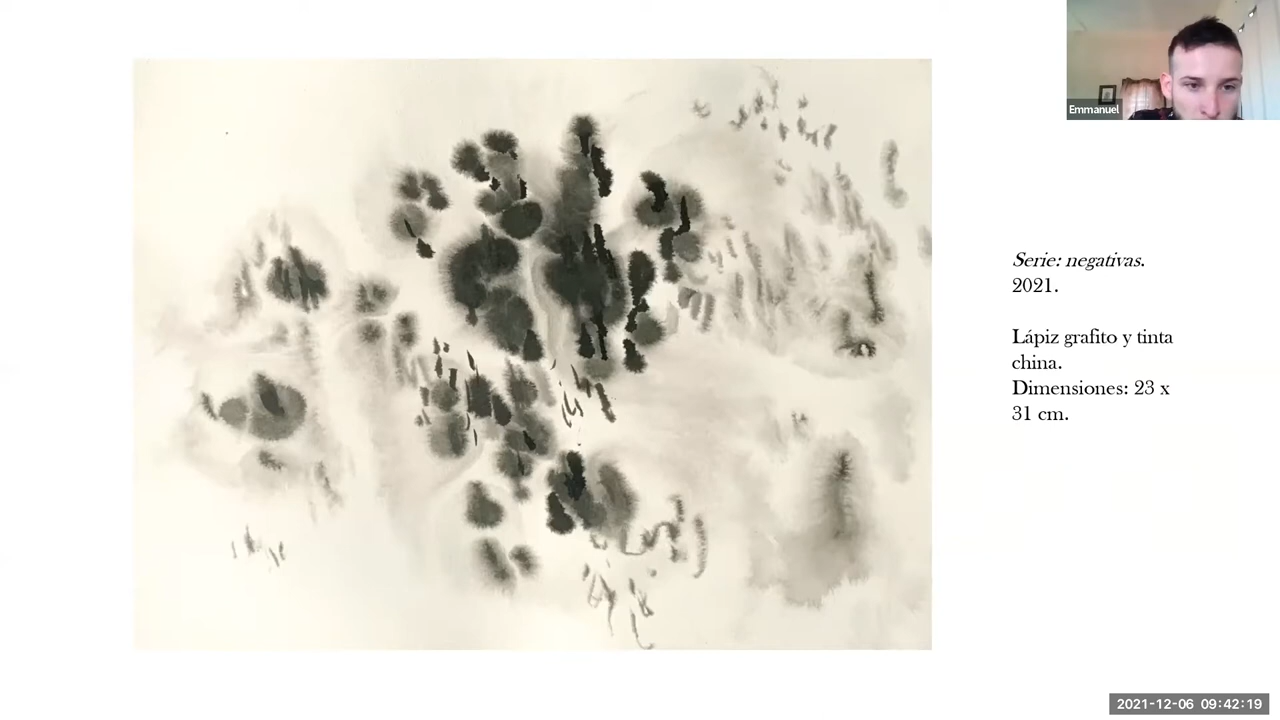 Emmanuel
Serie: negativas.
2021.
Lápiz grafito y tinta
china.
Dimensiones: 23 x
31 cm.
2021-12-06 09:42:19